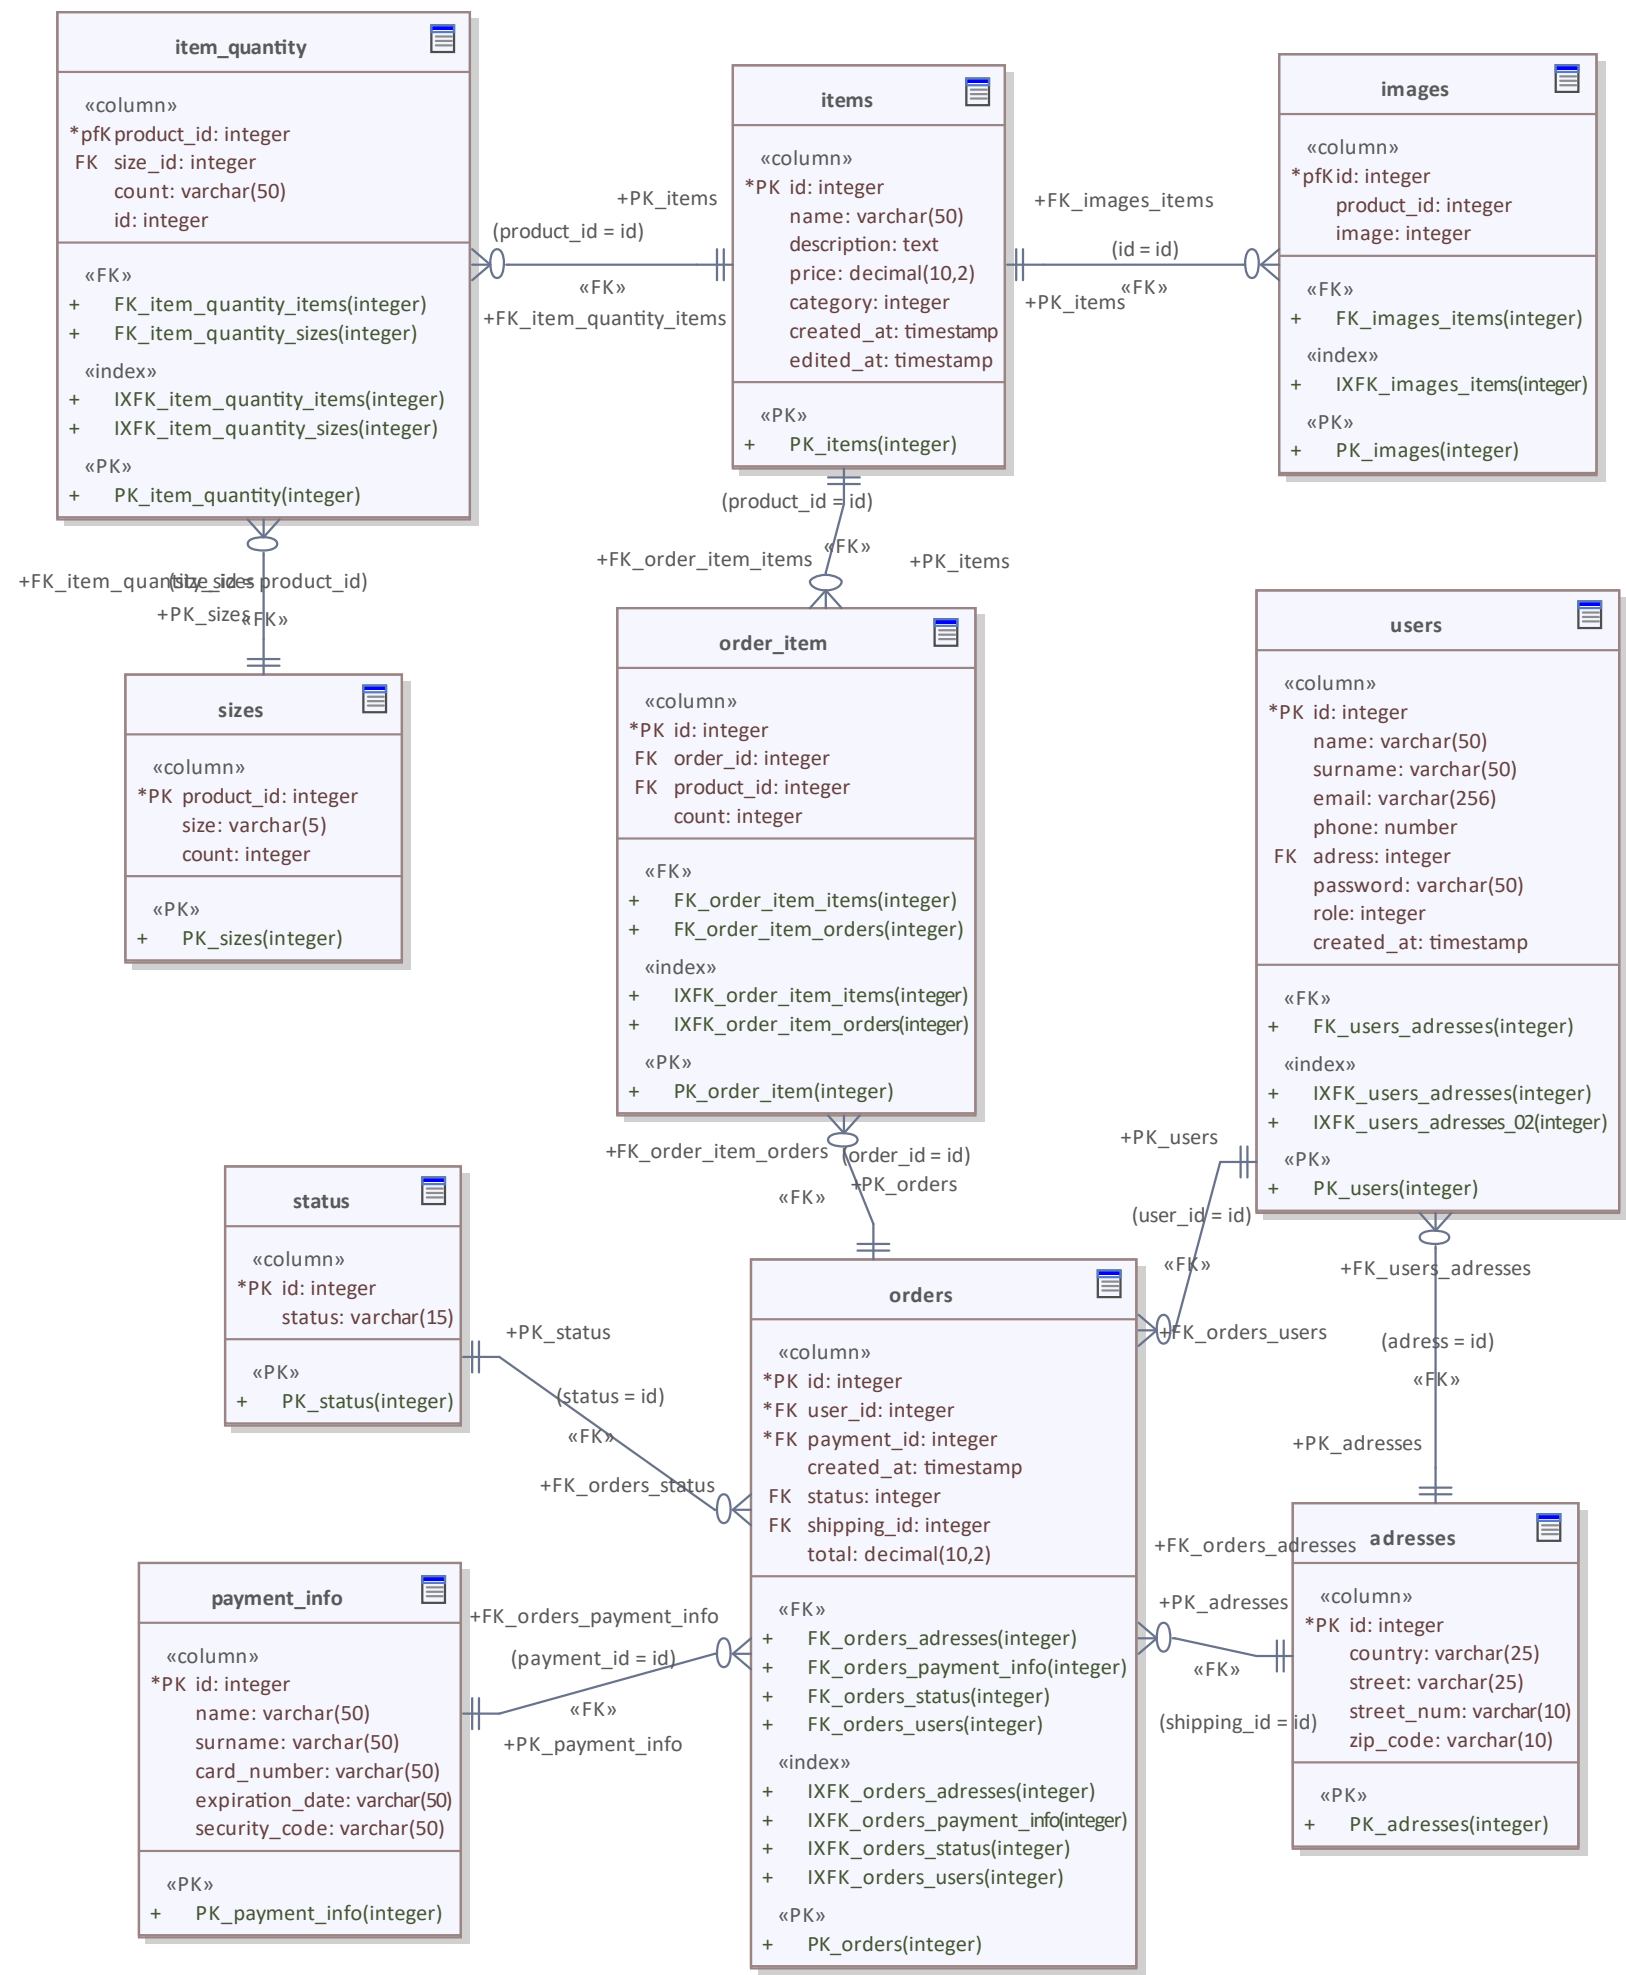 item_quantity
«column»
*pfK product_id: integer
FK size_id: integer
count: varchar(50)
id: integer
«FK»
+ FK_item_quantity_items(integer)
+ FK_item_quantity_sizes(integer)
«index»
+ IXFK_item_quantity_items(integer)
+ IXFK_item_quantity_sizes(integer)
«PK»
+ PK_item_quantity(integer)
+PK_items
(product_id = id)
«FK»
+FK_item_quantity_items
items
«column»
*PK id: integer
name: varchar(50)
description: text
price: decimal(10,2)
category: integer
created_at: timestamp
edited_at: timestamp
«PK»
+ PK_items(integer)
+FK_images_items
(id = id)
«FK»
+PK_items
images
«column»
*pfK id: integer
product_id: integer
image: integer
«FK»
+ FK_images_items(integer)
«index»
+ IXFK_images_items(integer)
«PK»
+ PK_images(integer)
(product_id = id)
«FK»
+FK_order_item_items
+PK_items
+FK_item_quantity_sizes
(size_id = product_id)
+PK_sizes
«FK»
sizes
«column»
*PK product_id: integer
size: varchar(5)
count: integer
«PK»
+ PK_sizes(integer)
order_item
«column»
*PK id: integer
FK order_id: integer
FK product_id: integer
count: integer
«FK»
+ FK_order_item_items(integer)
+ FK_order_item_orders(integer)
«index»
+ IXFK_order_item_items(integer)
+ IXFK_order_item_orders(integer)
«PK»
+ PK_order_item(integer)
users
«column»
*PK id: integer
name: varchar(50)
surname: varchar(50)
email: varchar(256)
phone: number
FK adress: integer
password: varchar(50)
role: integer
created_at: timestamp
«FK»
+ FK_users_adresses(integer)
«index»
+ IXFK_users_adresses(integer)
+ IXFK_users_adresses_02(integer)
«PK»
+ PK_users(integer)
+FK_order_item_orders
(order_id = id)
+PK_orders
«FK»
+PK_users
(user_id = id)
«FK»
+FK_orders_users
+FK_users_adresses
(adress = id)
«FK»
+PK_adresses
status
«column»
*PK id: integer
status: varchar(15)
«PK»
+ PK_status(integer)
+PK_status
(status = id)
«FK»
+FK_orders_status
orders
«column»
*PK id: integer
*FK user_id: integer
*FK payment_id: integer
created_at: timestamp
FK status: integer
FK shipping_id: integer
total: decimal(10,2)
«FK»
+ FK_orders_adresses(integer)
+ FK_orders_payment_info(integer)
+ FK_orders_status(integer)
+ FK_orders_users(integer)
«index»
+ IXFK_orders_adresses(integer)
+ IXFK_orders_payment_info(integer)
+ IXFK_orders_status(integer)
+ IXFK_orders_users(integer)
«PK»
+ PK_orders(integer)
payment_info
«column»
*PK id: integer
name: varchar(50)
surname: varchar(50)
card_number: varchar(50)
expiration_date: varchar(50)
security_code: varchar(50)
«PK»
+ PK_payment_info(integer)
+FK_orders_payment_info
(payment_id = id)
«FK»
+PK_payment_info
+FK_orders_adresses
+PK_adresses
«FK»
(shipping_id = id)
adresses
«column»
*PK id: integer
country: varchar(25)
street: varchar(25)
street_num: varchar(10)
zip_code: varchar(10)
«PK»
+ PK_adresses(integer)